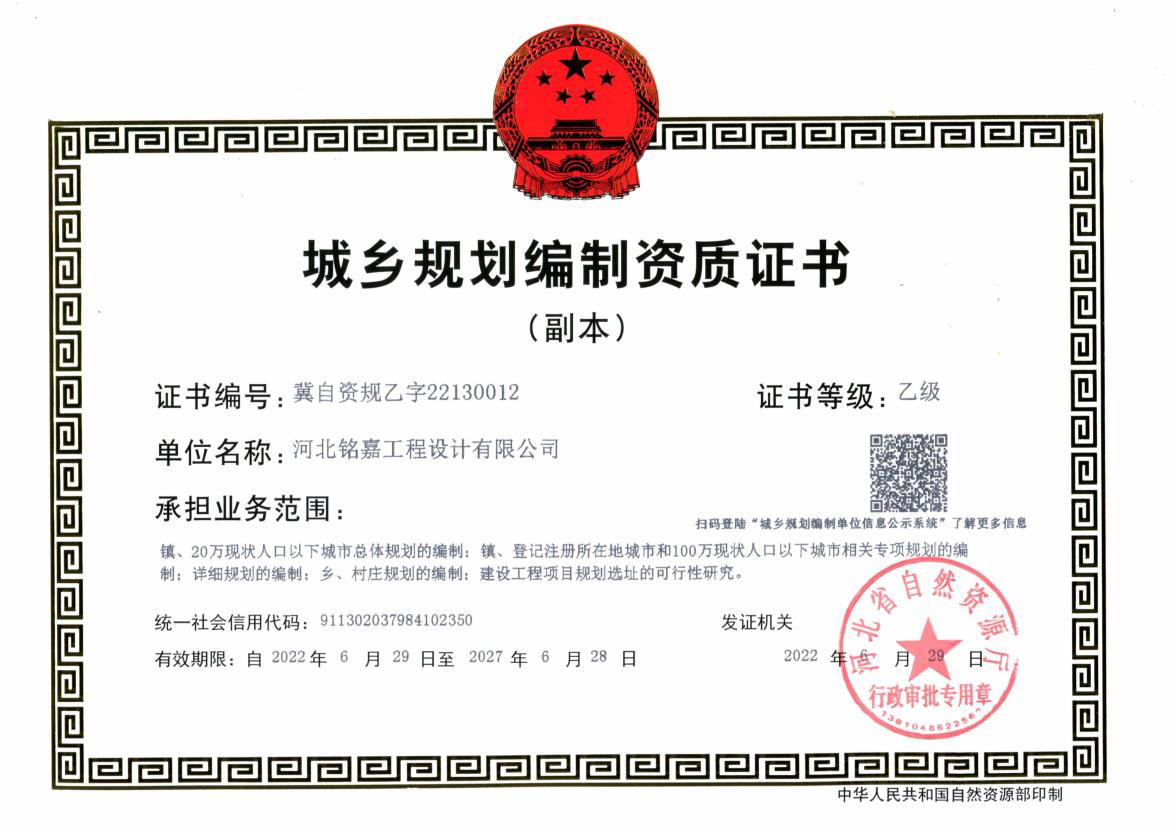 城乡规划编制资质证书
（副本）
证书编号：冀自资规乙字22130012
证书等级：乙级
单位名称：河北铭嘉工程设计有限公司
承担业务范围：
扫码登陆“城乡规划编制单位信息公示系统”了解更多信息
镇、20万现状人口以下城市总体规划的编制；镇、登记注册所在地城市和100万现状人口以下城市相关专项规划的编
制；详细规划的编制；乡、村庄规划的编制；建设工程项目规划选址的可行性研究。
统一社会信用代码：911302037984102350
发证机关
有效期限：自 2022 年 6 月 29 日至 2027 年 6 月 28 日
2022 年 6 月 29 日
河北省自然资源厅
行政审批专用章
中华人民共和国自然资源部印制